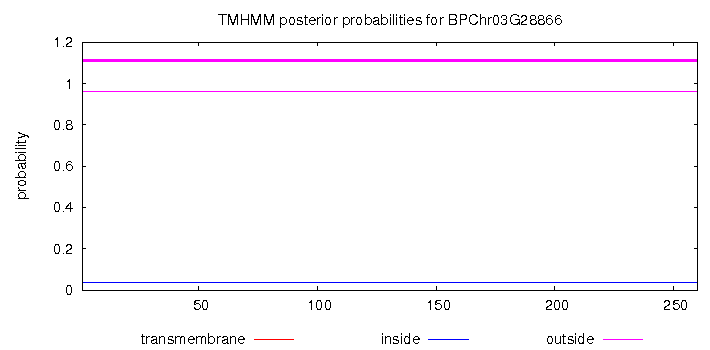 TMHMM posterior probabilities for BPChr03G28866
1.2
1
0.8
0.6
0.4
0.2
0
probability
50 100 150 200 250
transmembrane inside outside